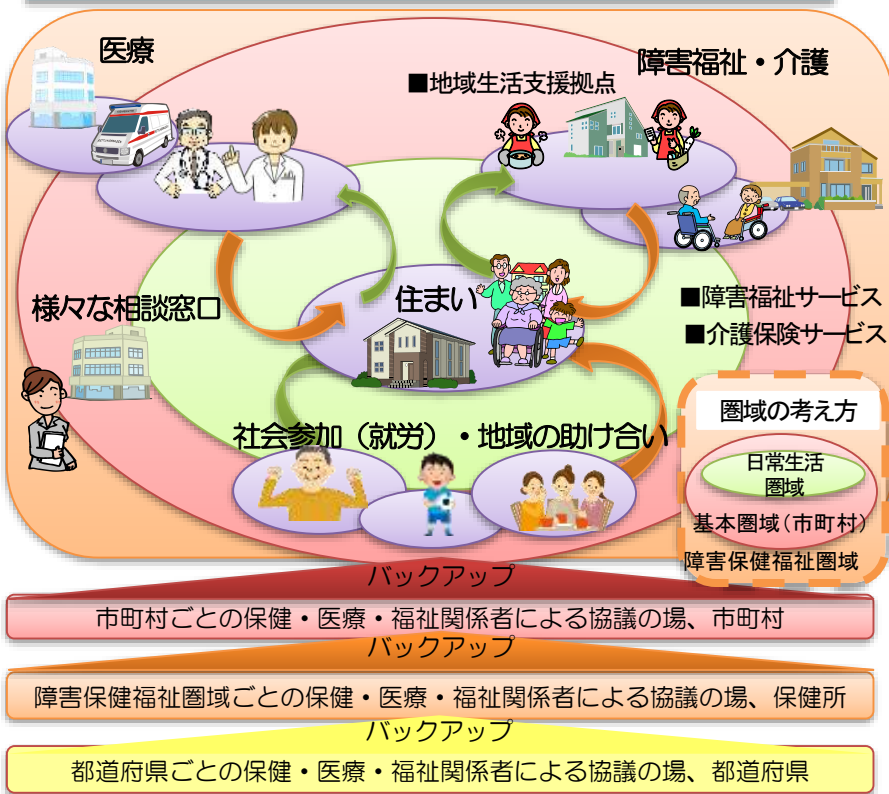 医療
障害福祉・介護
■地域生活支援拠点
様々な相談窓口
住まい
■障害福祉サービス
■介護保険サービス
社会参加（就労）・地域の助け合い
圏域の考え方
日常生活
圏域
基本圏域（市町村）
障害保健福祉圏域
バックアップ
市町村ごとの保健・医療・福祉関係者による協議の場、市町村
バックアップ
障害保健福祉圏域ごとの保健・医療・福祉関係者による協議の場、保健所
バックアップ
都道府県ごとの保健・医療・福祉関係者による協議の場、都道府県